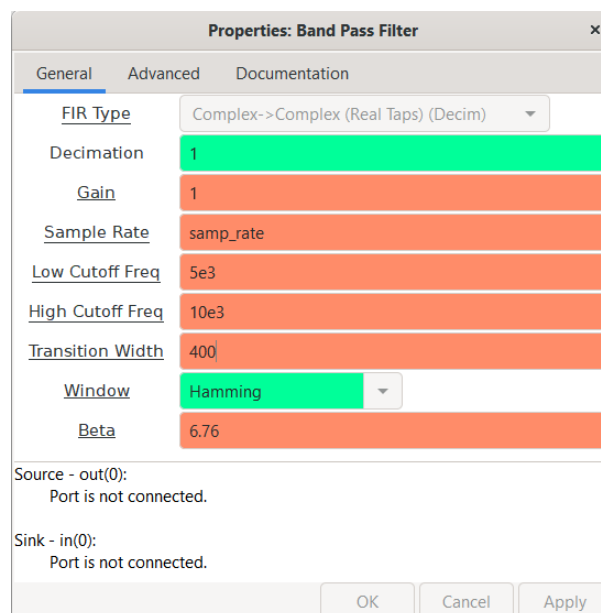 Properties: Band Pass Filter ×
General Advanced Documentation
FIR Type Complex->Complex (Real Taps) (Decim)
Decimation 1
Gain 1
Sample Rate samp_rate
Low Cutoff Freq 5e3
High Cutoff Freq 10e3
Transition Width 400
Window Hamming
Beta 6.76
Source - out(0):
Port is not connected.
Sink - in(0):
Port is not connected.
OK Cancel Apply